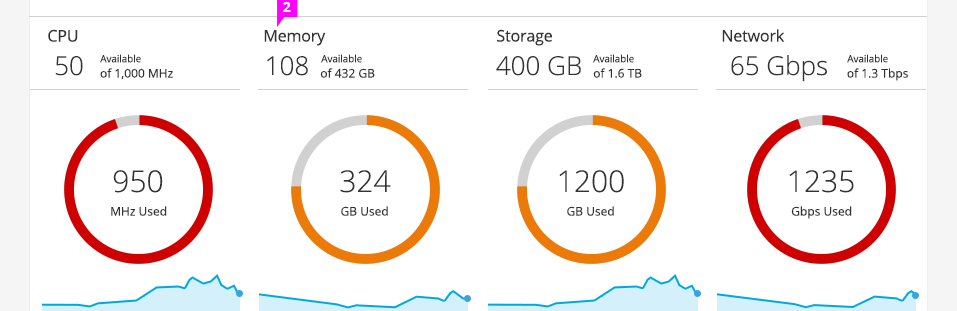 2
CPU
50 Available
of 1,000 MHz
Memory
108 Available
of 432 GB
Storage
400 GB Available
of 1.6 TB
Network
65 Gbps Available
of 1.3 Tbps
950
MHz Used
324
GB Used
1200
GB Used
1235
Gbps Used